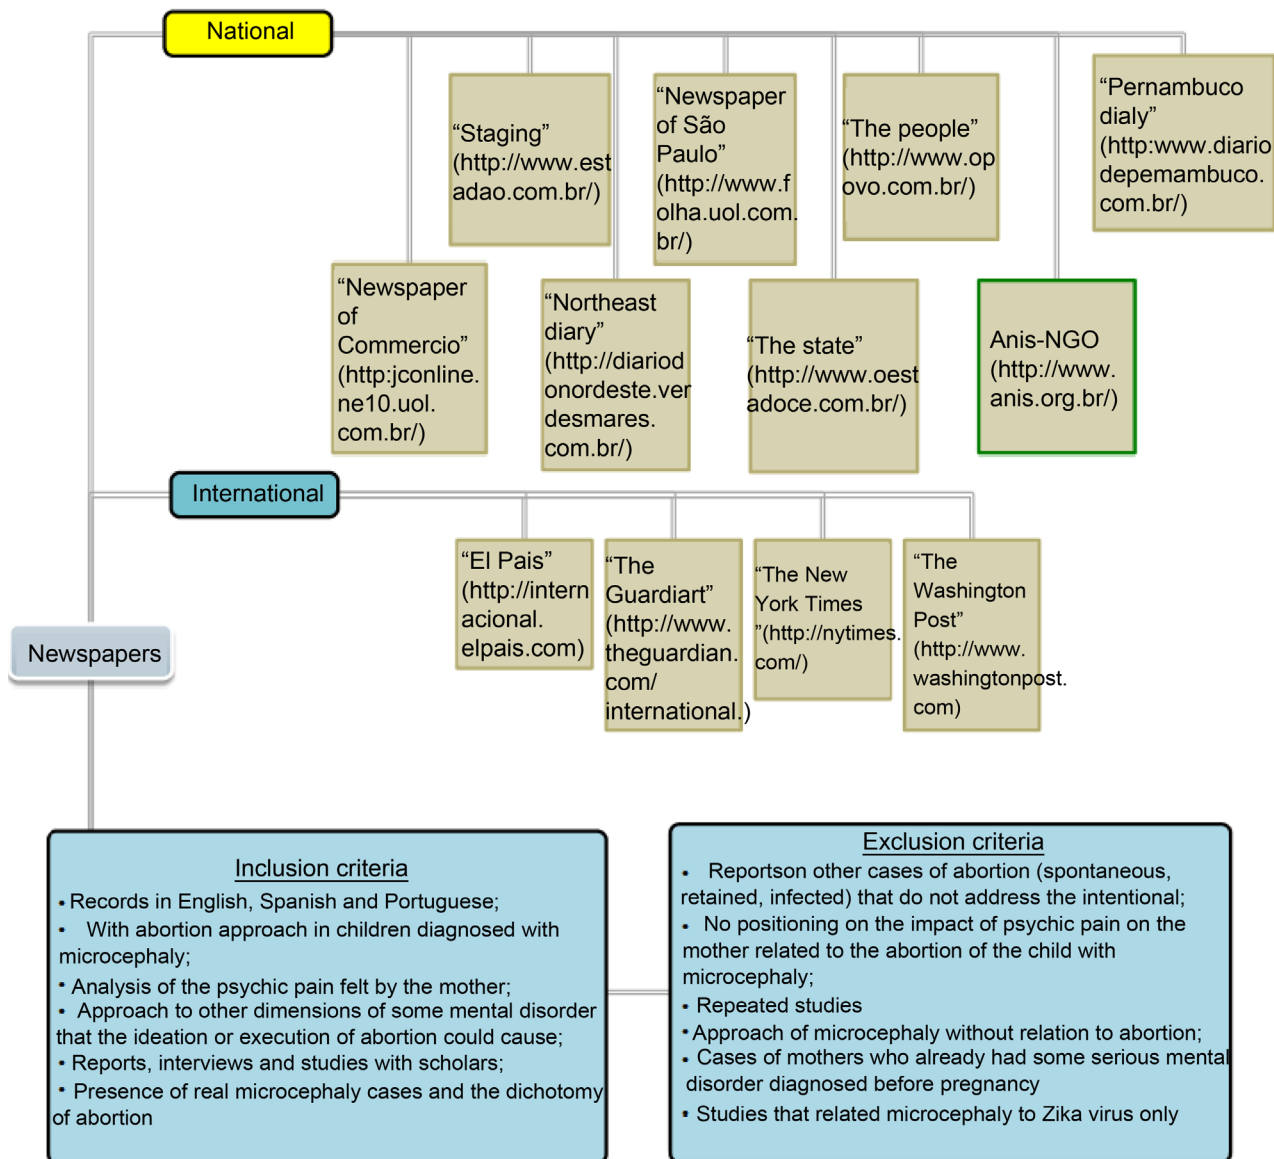 National
“Staging”
(http://www.est
adao.com.br/)
“Newspaper
of São
Paulo”
(http://www.f
olha.uol.com.
br/)
“The people”
(http://www.op
ovo.com.br/)
“Pernambuco
dialy”
(http:www.diario
depemambuco.
com.br/)
“Newspaper
of
Commercio”
(http:jconline.
ne10.uol.
com.br/)
“Northeast
diary”
(http://diariod
onordeste.ver
desmares.
com.br/)
“The state”
(http://www.oest
adoce.com.br/)
Anis-NGO
(http://www.
anis.org.br/)
International
“El Pais”
(http://intern
acional.
elpais.com)
“The
Guardiart”
(http://www.
theguardian.
com/
international.)
“The New
York Times
”(http://nytimes.
com/)
“The
Washington
Post”
(http://www.
washingtonpost.
com)
Newspapers
Inclusion criteria
• Records in English, Spanish and Portuguese;
• With abortion approach in children diagnosed with
microcephaly;
• Analysis of the psychic pain felt by the mother;
• Approach to other dimensions of some mental disorder
that the ideation or execution of abortion could cause;
• Reports, interviews and studies with scholars;
• Presence of real microcephaly cases and the dichotomy
of abortion
Exclusion criteria
• Reportson other cases of abortion (spontaneous,
retained, infected) that do not address the intentional;
• No positioning on the impact of psychic pain on the
mother related to the abortion of the child with
microcephaly;
• Repeated studies
• Approach of microcephaly without relation to abortion;
• Cases of mothers who already had some serious mental
disorder diagnosed before pregnancy
• Studies that related microcephaly to Zika virus only